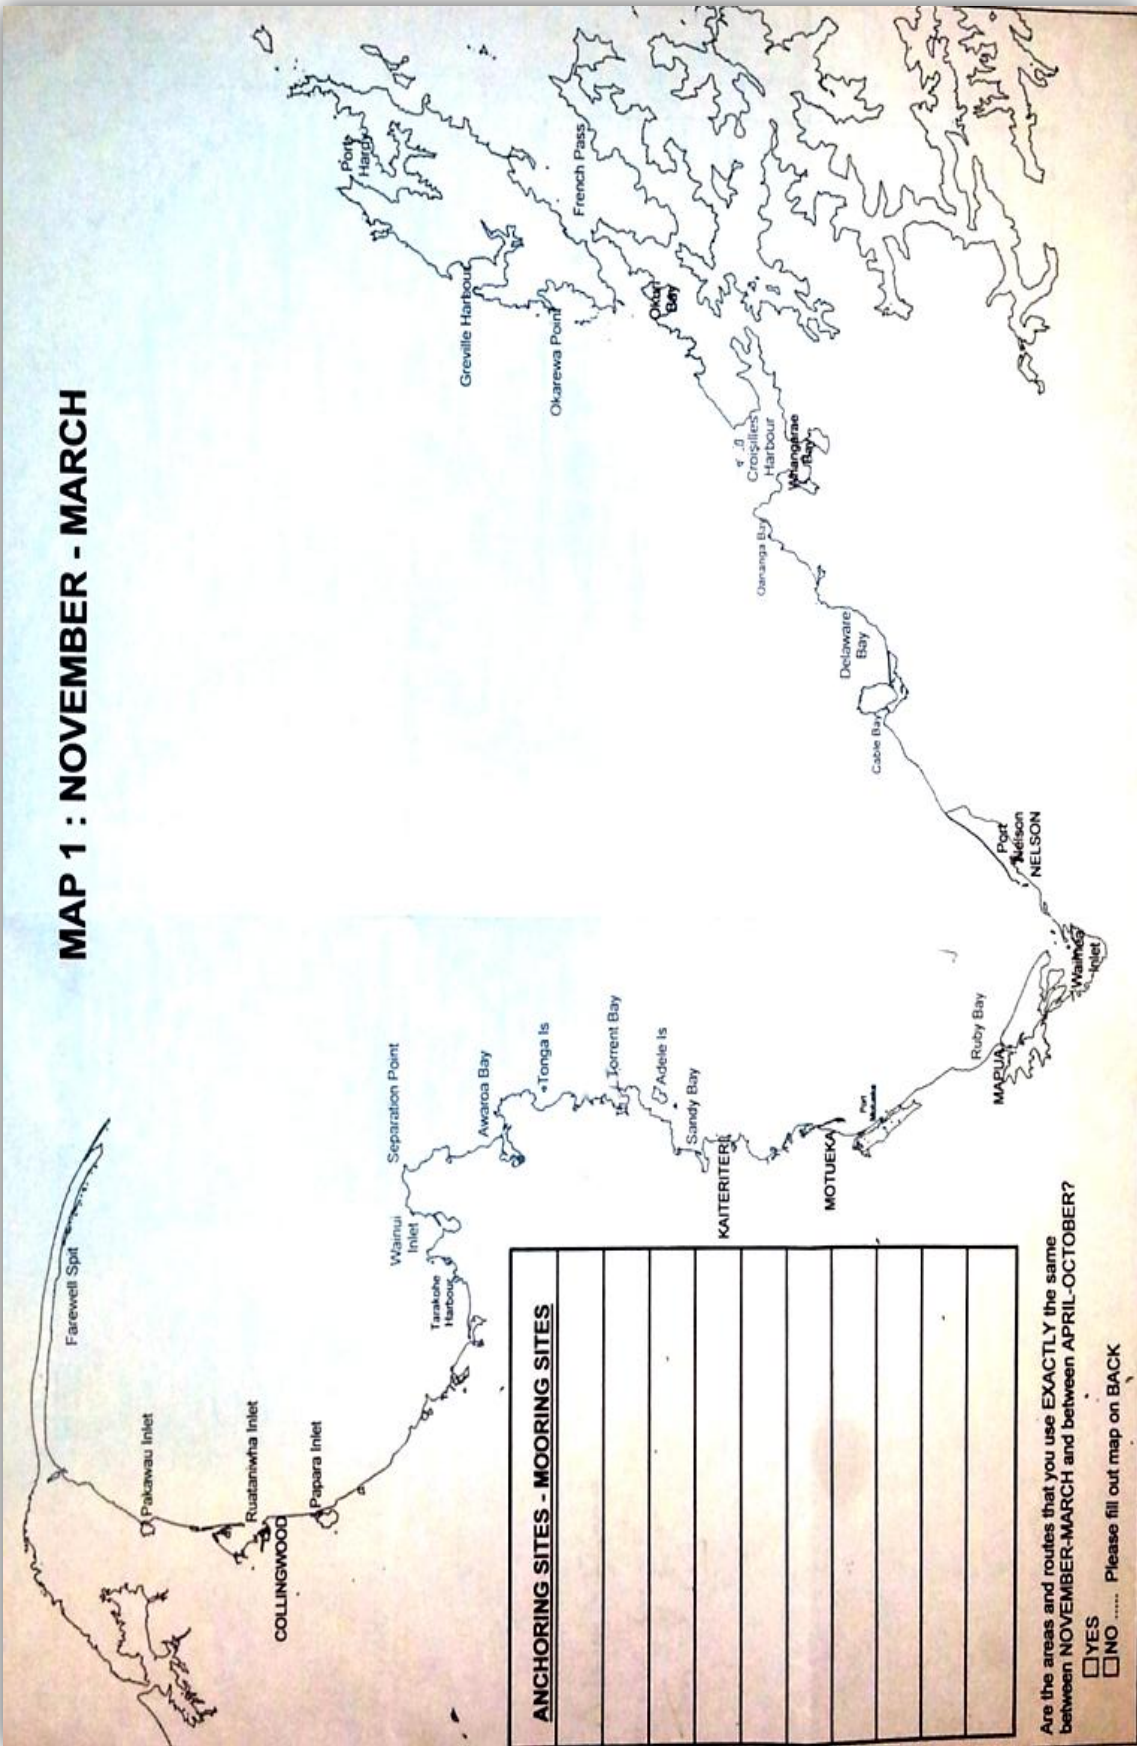 MAP 1 : NOVEMBER - MARCH
Farewell Spit
Pakawau Inlet
Ruataniwha Inlet
COLLINGWOOD
Papara Inlet
Tarakohe
Harbour
Wainui
Inlet
Separation Point
Awaroa Bay
Tonga Is
Torrent Bay
Adele Is
Sandy Bay
KAITERITERI
MOTUEKA
Port
Motueka
Ruby Bay
MAPUA
Waimea
Inlet
Port
Nelson
NELSON
Cable Bay
Delaware
Bay
Oananga Bay
Whangarae
Bay
Croisilles
Harbour
Okuri
Bay
French Pass
Okarewa Point
Greville Harbour
Port
Hardy
ANCHORING SITES - MOORING SITES
Are the areas and routes that you use EXACTLY the same
between NOVEMBER-MARCH and between APRIL-OCTOBER?
YES
NO ..... Please fill out map on BACK